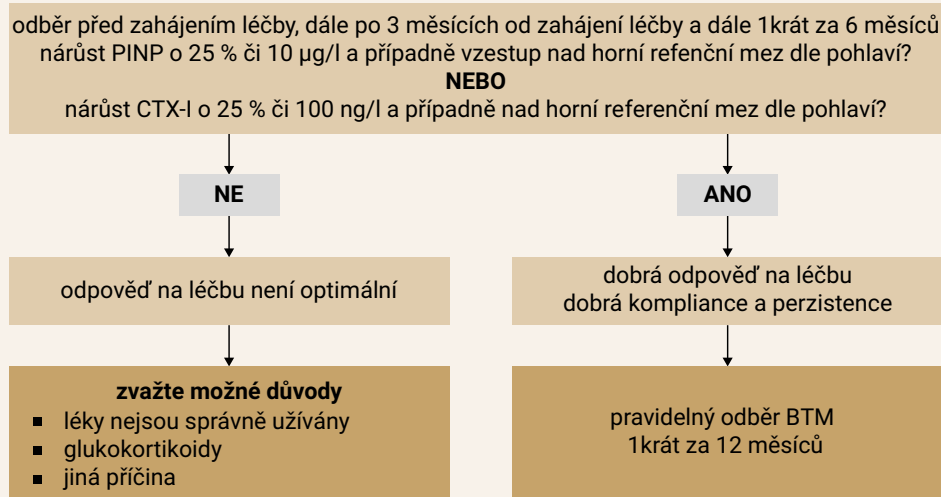 odběr před zahájením léčby, dále po 3 měsících od zahájení léčby a dále 1krát za 6 měsíců
nárůst PINP o 25 % či 10 µg/l a případně vzestup nad horní refenční mez dle pohlaví?
NEBO
nárůst CTX-I o 25 % či 100 ng/l a případně nad horní referenční mez dle pohlaví?
NE
ANO
odpověď na léčbu není optimální
dobrá odpověď na léčbu
dobrá kompliance a perzistence
zvažte možné důvody
▪ léky nejsou správně užívány
▪ glukokortikoidy
▪ jiná příčina
pravidelný odběr BTM
1krát za 12 měsíců